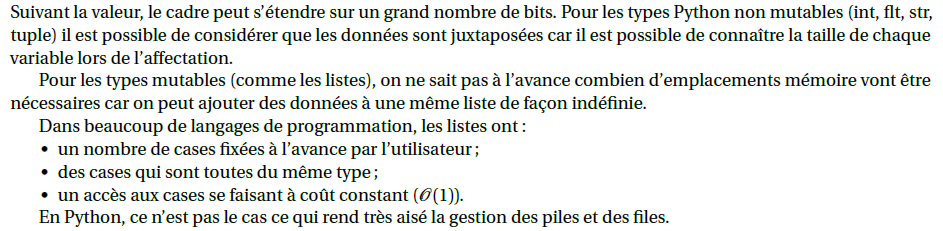 Suivant la valeur, le cadre peut s’étendre sur un grand nombre de bits. Pour les types Python non mutables (int, flt, str,
tuple) il est possible de considérer que les données sont juxtaposées car il est possible de connaître la taille de chaque
variable lors de l’affectation.
Pour les types mutables (comme les listes), on ne sait pas à l’avance combien d’emplacements mémoire vont être
nécessaires car on peut ajouter des données à une même liste de façon indéfinie.
Dans beaucoup de langages de programmation, les listes ont :
• un nombre de cases fixées à l’avance par l’utilisateur ;
• des cases qui sont toutes du même type ;
• un accès aux cases se faisant à coût constant (𝒪(1)).
En Python, ce n’est pas le cas ce qui rend très aisé la gestion des piles et des files.